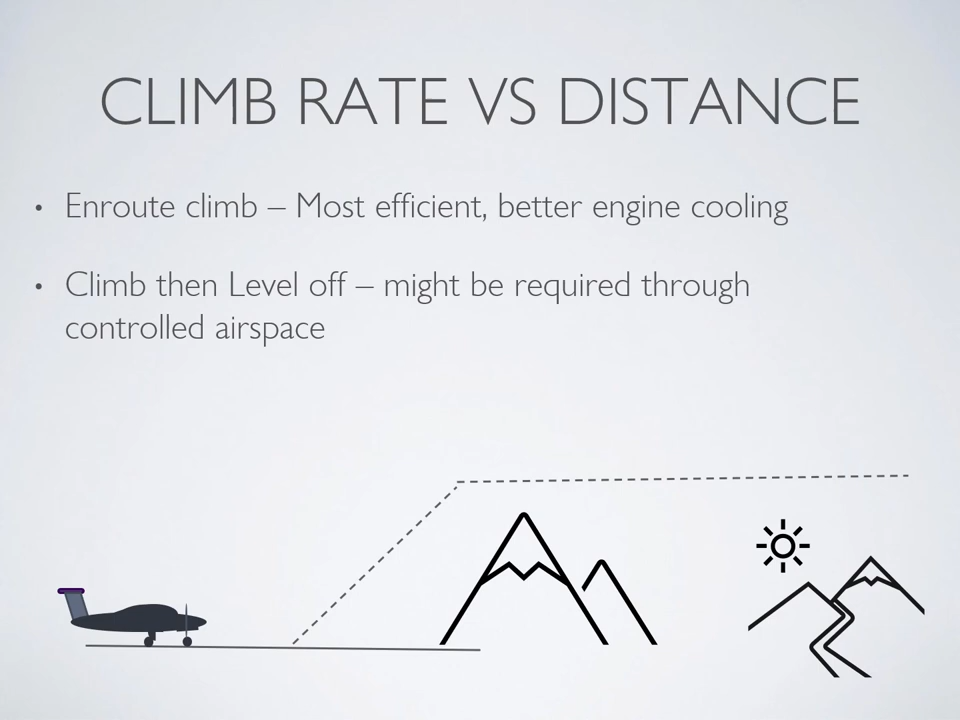 CLIMB RATE VS DISTANCE
• Enroute climb – Most efficient, better engine cooling
• Climb then Level off – might be required through
controlled airspace